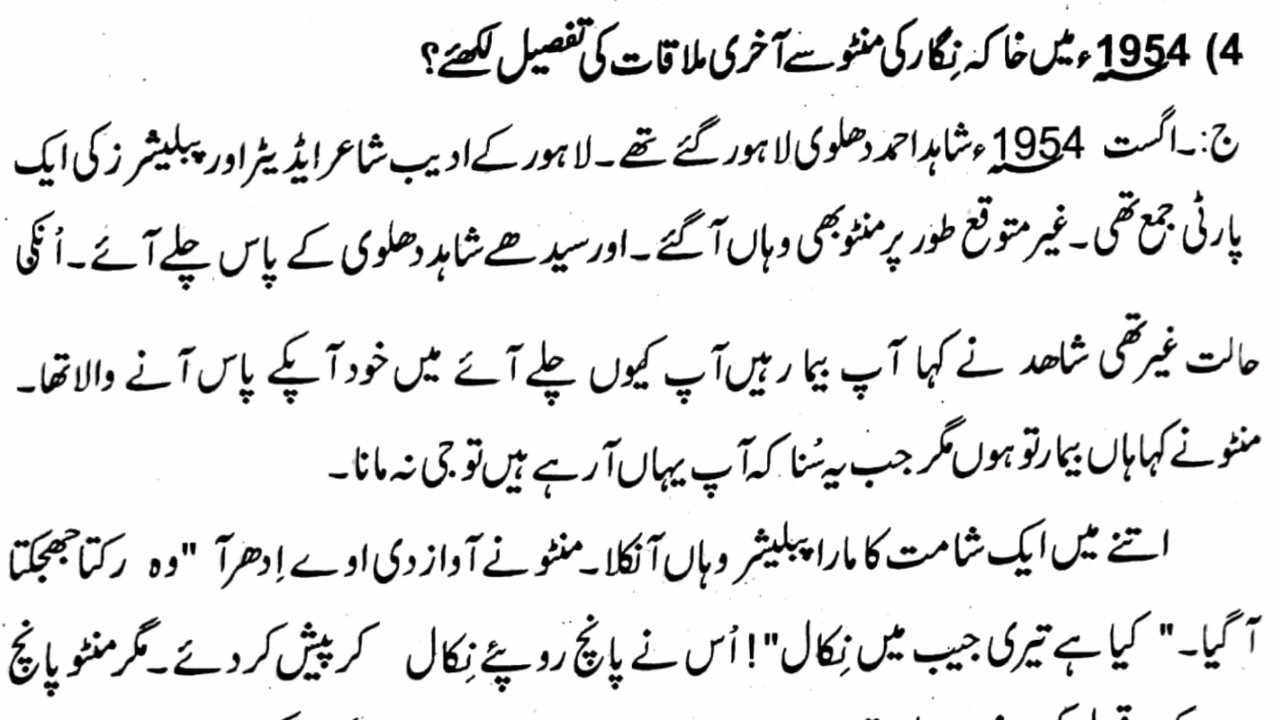 4) 1954ء میں خاکہ نِگار کی منٹو سے آخری ملاقات کی تفصیل لکھئے؟
ج:۔ اگست 1954ء شاہد احمد دھلوی لاہور گئے تھے۔ لاہور کے ادیب شاعر ایڈیٹر اور پبلیشرز کی ایک
پارٹی جمع تھی۔ غیر متوقع طور پر منٹو بھی وہاں آ گئے۔ اور سیدھے شاہد دھلوی کے پاس چلے آئے۔ اُنکی
حالت غیر تھی شاھد نے کہا آپ بیمار ہیں آپ کیوں چلے آئے میں خود آپکے پاس آنے والا تھا۔
منٹو نے کہا ہاں بیمار تو ہوں مگر جب یہ سُنا کہ آپ یہاں آ رہے ہیں تو جی نہ مانا۔
اتنے میں ایک شامت کا مارا پبلیشر وہاں آ نکلا۔ منٹو نے آواز دی اوے اِدھر آ "وہ رکتا جھجکتا
آ گیا۔" کیا ہے تیری جیب میں نِکال"! اُس نے پانچ روپئے نِکال کر پیش کر دئے۔ مگر منٹو پانچ